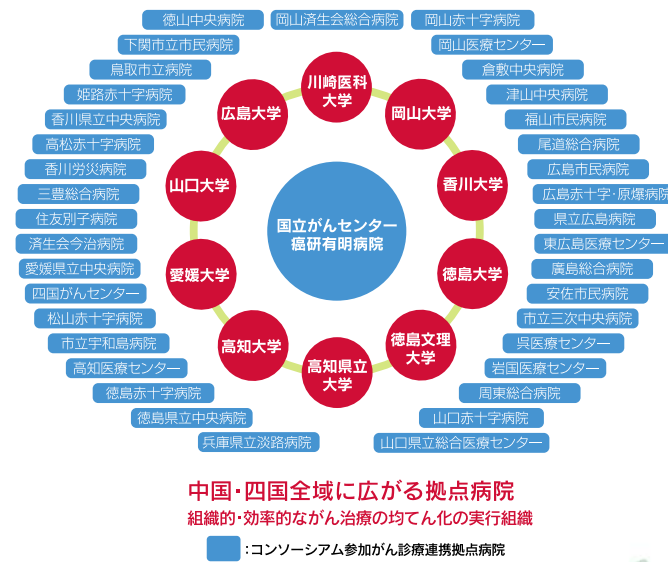 徳山中央病院
岡山済生会総合病院
岡山赤十字病院
下関市立市民病院
岡山医療センター
鳥取市立病院
倉敷中央病院
姫路赤十字病院
津山中央病院
香川県立中央病院
福山市民病院
高松赤十字病院
尾道総合病院
香川労災病院
広島市民病院
三豊総合病院
広島赤十字・原爆病院
住友別子病院
県立広島病院
済生会今治病院
東広島医療センター
愛媛県立中央病院
廣島総合病院
四国がんセンター
安佐市民病院
松山赤十字病院
市立三次中央病院
市立宇和島病院
呉医療センター
高知医療センター
岩国医療センター
徳島赤十字病院
周東総合病院
徳島県立中央病院
山口赤十字病院
兵庫県立淡路病院
山口県立総合医療センター
川崎医科
大学
広島大学
岡山大学
山口大学
香川大学
国立がんセンター
癌研有明病院
愛媛大学
徳島大学
高知大学
徳島文理
大学
高知県立
大学
中国・四国全域に広がる拠点病院
組織的・効率的ながん治療の均てん化の実行組織
：コンソーシアム参加がん診療連携拠点病院